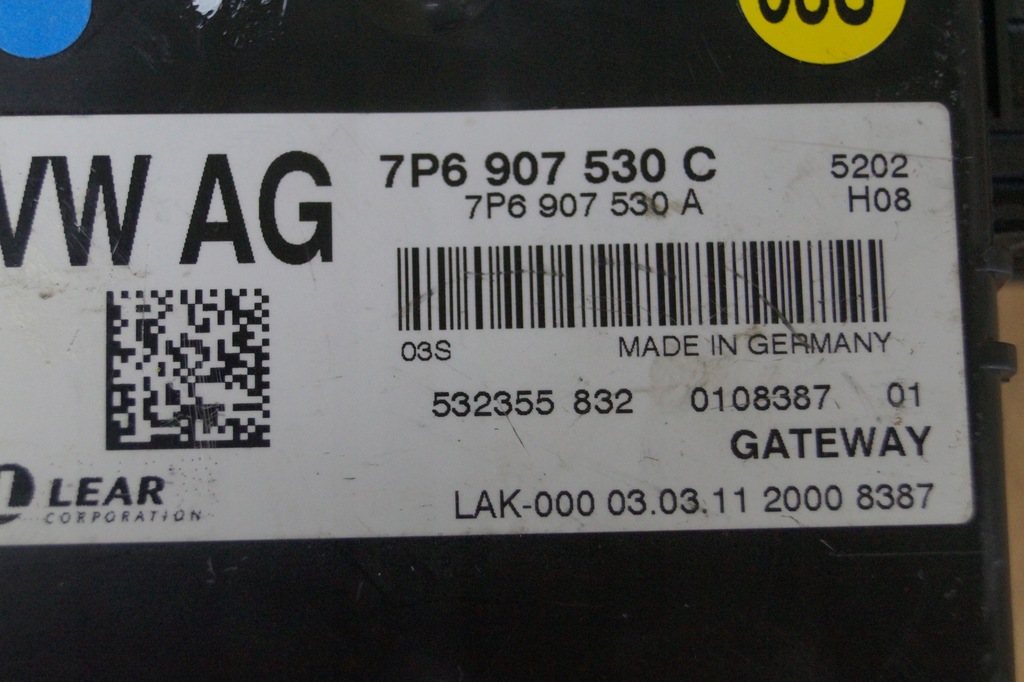 VW AG
7P6 907 530 C
5202
7P6 907 530 A
H08
03S
MADE IN GERMANY
532355 832 0108387 01
GATEWAY
LEAR
CORPORATION
LAK-000 03.03.11 2000 8387